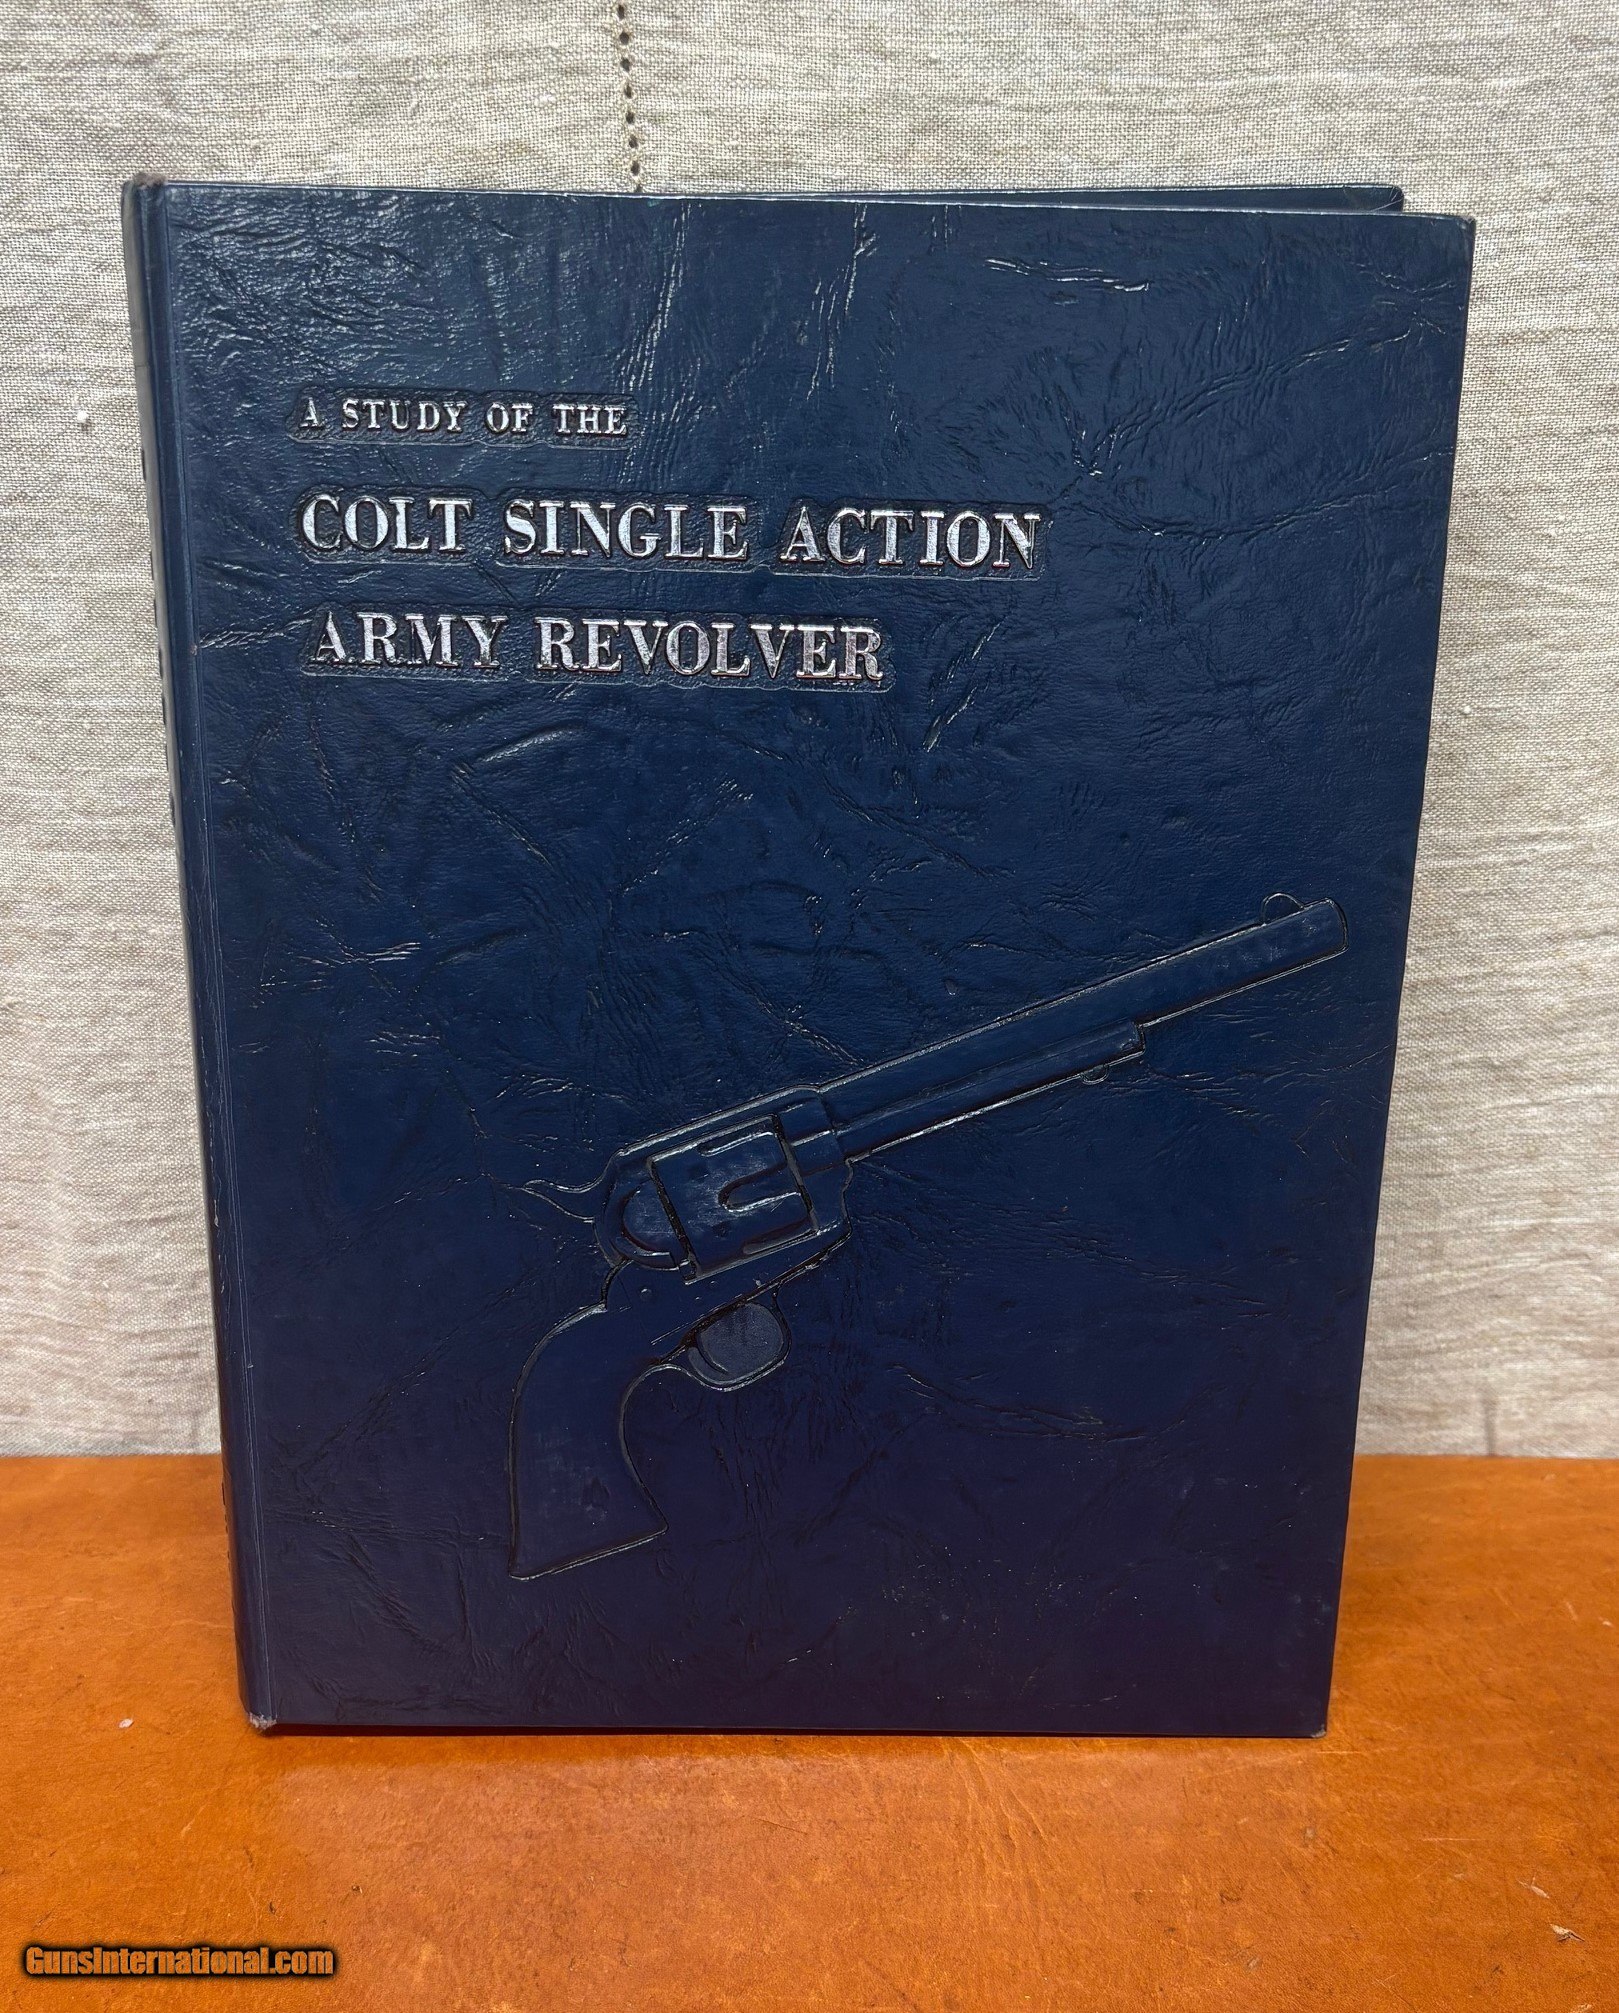 A STUDY OF THE
COLT SINGLE ACTION
ARMY REVOLVER
GunsInternational.com